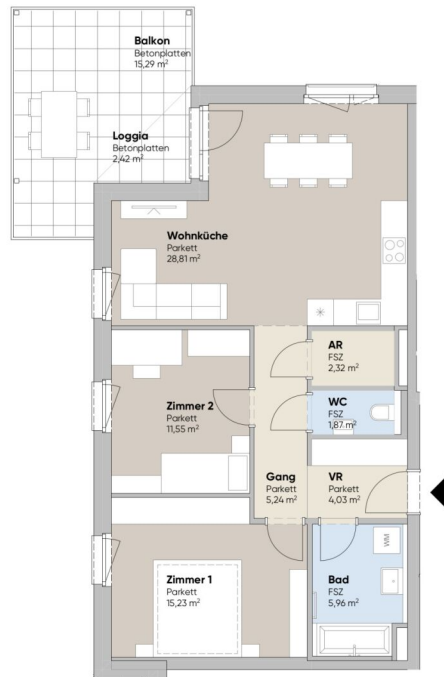 Balkon
Betonplatten
15,29 m²
Loggia
Betonplatten
2,42 m²
Wohnküche
Parkett
28,81 m²
AR
FSZ
2,32 m²
WC
FSZ
1,87 m²
Zimmer 2
Parkett
11,55 m²
Gang
Parkett
5,24 m²
VR
Parkett
4,03 m²
Zimmer 1
Parkett
15,23 m²
Bad
FSZ
5,96 m²
WM